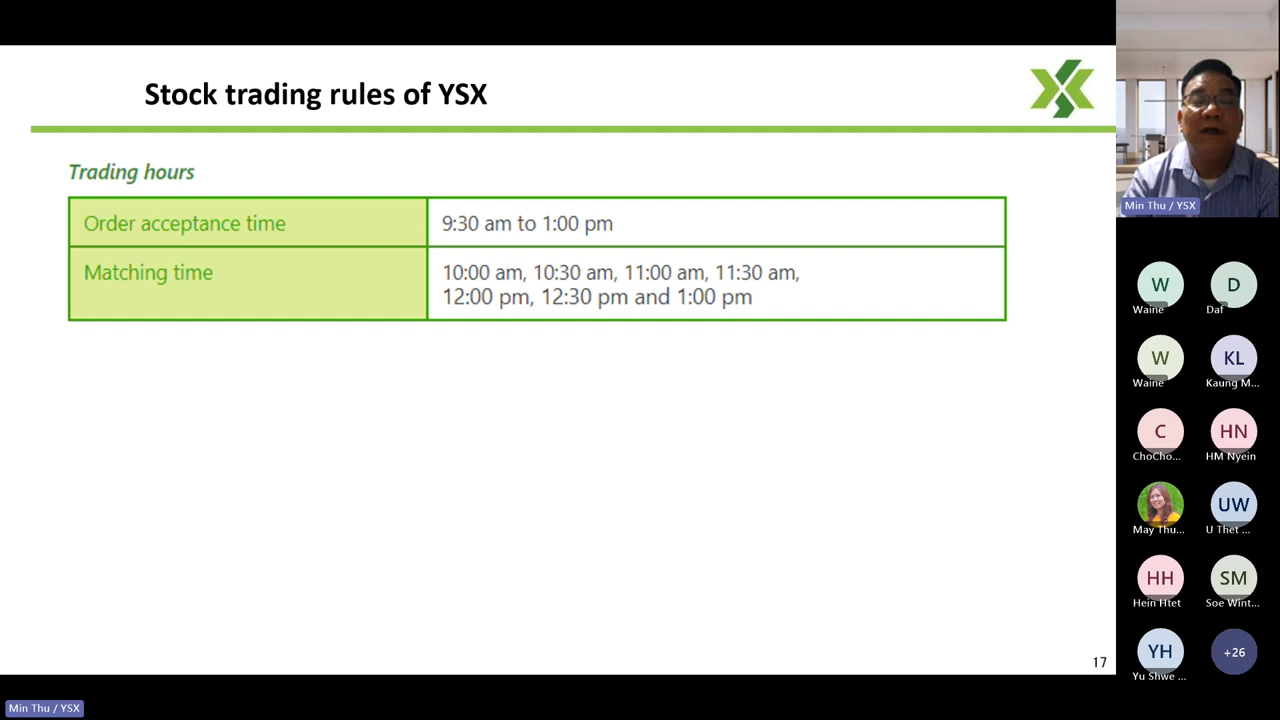 Stock trading rules of YSX
Trading hours
Order acceptance time
9:30 am to 1:00 pm
Matching time
10:00 am, 10:30 am, 11:00 am, 11:30 am,
12:00 pm, 12:30 pm and 1:00 pm
17
Min Thu / YSX
Min Thu / YSX
W
Waine
D
Daf
W
Waine
KL
Kaung M...
C
ChoCho...
HN
HM Nyein
May Thu...
UW
U Thet ...
HH
Hein Htet
SM
Soe Wint...
YH
Yu Shwe ...
+26